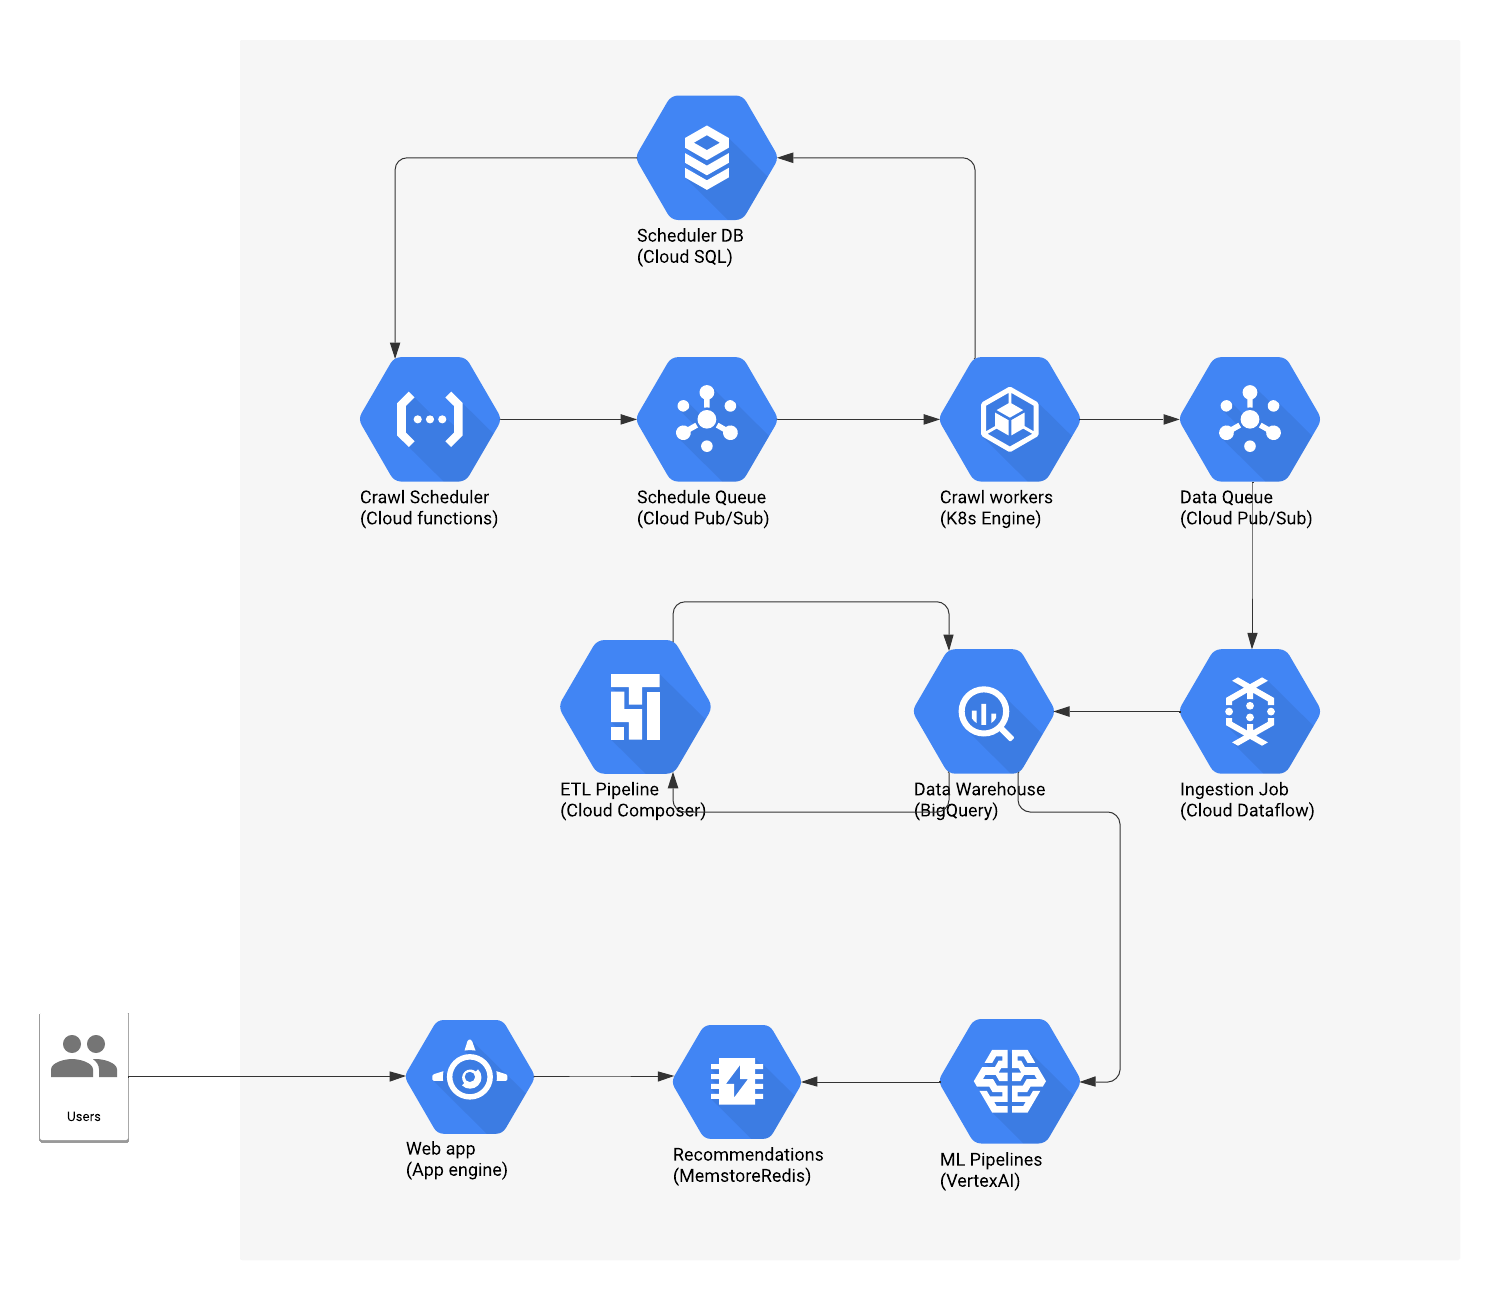 Scheduler DB
(Cloud SQL)
Crawl Scheduler
(Cloud functions)
Schedule Queue
(Cloud Pub/Sub)
Crawl workers
(K8s Engine)
Data Queue
(Cloud Pub/Sub)
ETL Pipeline
(Cloud Composer)
Data Warehouse
(BigQuery)
Ingestion Job
(Cloud Dataflow)
Users
Web app
(App engine)
Recommendations
(MemstoreRedis)
ML Pipelines
(VertexAI)